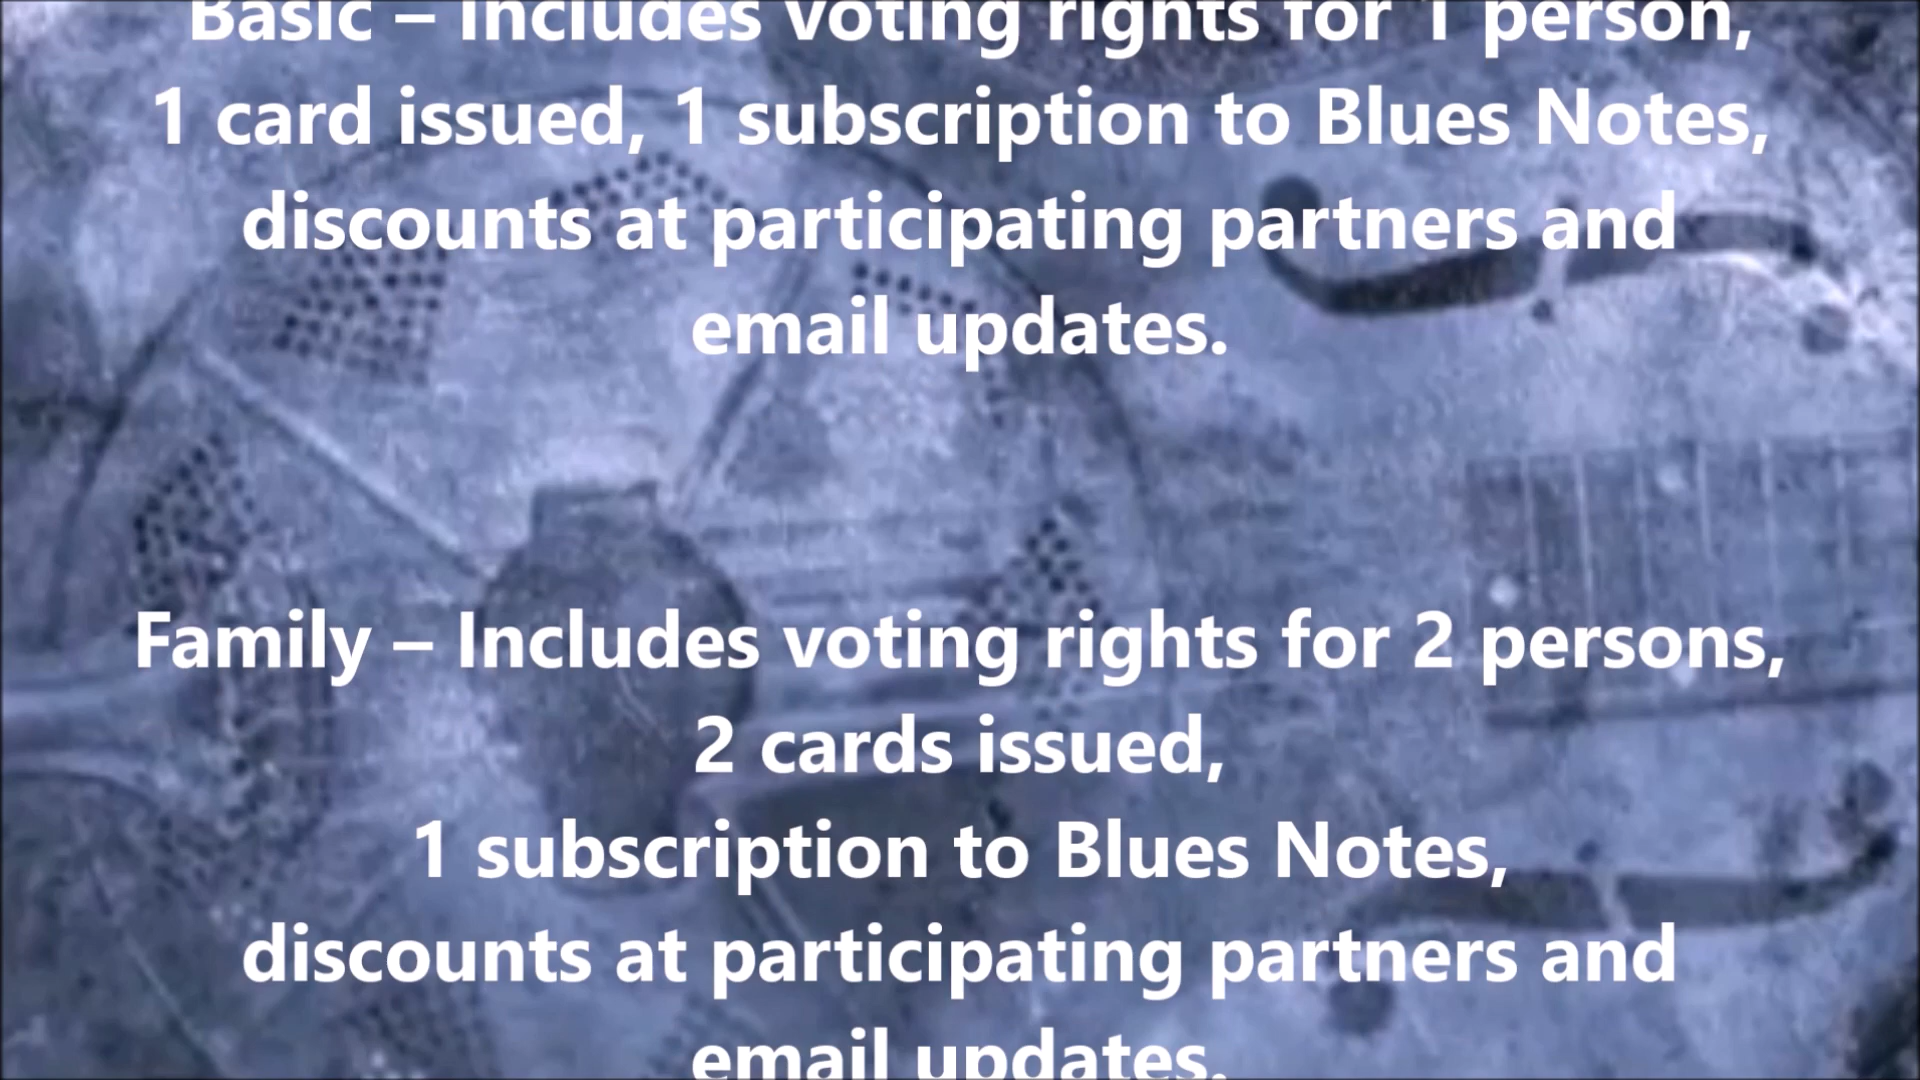 Basic – Includes voting rights for 1 person,
1 card issued, 1 subscription to Blues Notes,
discounts at participating partners and
email updates.
Family – Includes voting rights for 2 persons,
2 cards issued,
1 subscription to Blues Notes,
discounts at participating partners and
email updates.